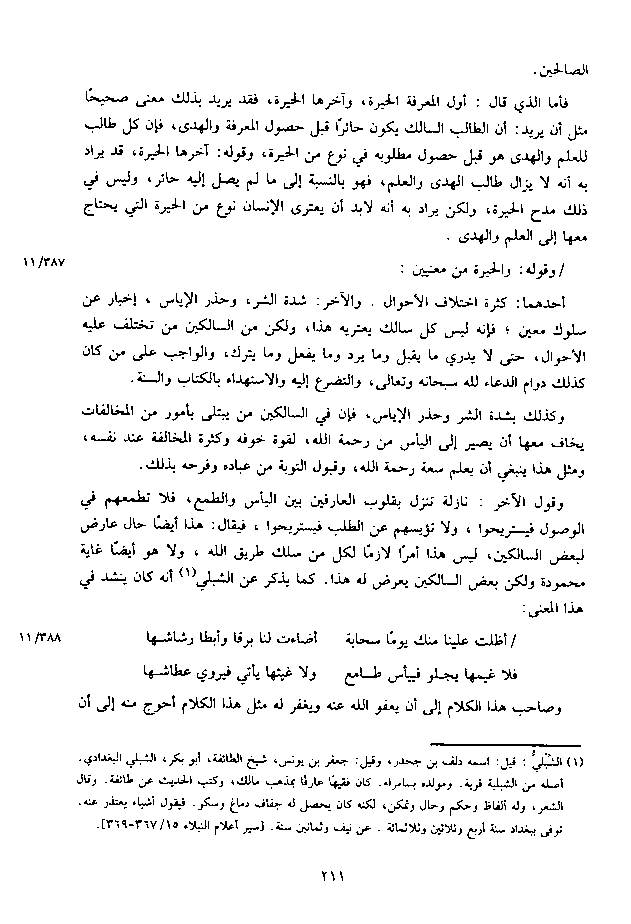 الصالحين.
فأما الذي قال : أول المعرفة الحيرة، وآخرها الحيرة، فقد يريد بذلك معنى صحيحًا
مثل أن يريد: أن الطالب السالك يكون حائرًا قبل حصول المعرفة والهدى، فإن كل طالب
للعلم والهدى هو قبل حصول مطلوبه في نوع من الحيرة، وقوله: آخرها الحيرة، قد يراد
به أنه لا يزال طالب الهدى والعلم، فهو بالنسبة إلى ما لم يصل إليه حائر، وليس في
ذلك مدح الحيرة، ولكن يراد به أنه لابد أن يعترى الإنسان نوع من الحيرة التي يحتاج
معها إلى العلم والهدى .
١١/٣٨٧ / وقوله: والحيرة من معنيين :
أحدهما: كثرة اختلاف الأحوال . والآخر: شدة الشر، وحذر الإياس ، إخبار عن
سلوك معين ؛ فإنه ليس كل سالك يعتريه هذا، ولكن من السالكين من تختلف عليه
الأحوال، حتى لا يدري ما يقبل وما يرد وما يفعل وما يترك، والواجب على من كان
كذلك دوام الدعاء لله سبحانه وتعالى، والتضرع إليه والاستهداء بالكتاب والسنة.
وكذلك بشدة الشر وحذر الإياس، فإن في السالكين من يبتلى بأمور من المخالفات
يخاف معها أن يصير إلى اليأس من رحمة الله، لقوة خوفه وكثرة المخالفة عند نفسه،
ومثل هذا ينبغي أن يعلم سعة رحمة الله، وقبول التوبة من عباده وفرحه بذلك.
وقول الآخر : نازلة تنزل بقلوب العارفين بين اليأس والطمع، فلا تطمعهم في
الوصول فيستريحوا ، ولا تؤيسهم عن الطلب فيستريحوا ، فيقال: هذا أيضًا حال عارض
لبعض السالكين، ليس هذا أمرًا لازمًا لكل من سلك طريق الله ، ولا هو أيضًا غاية
محمودة ولكن بعض السالكين يعرض له هذا. كما يذكر عن الشبلي(١) أنه كان ينشد في
هذا المعنى:
١١/٣٨٨ / أظلت علينا منك يومًا سحابة أضاءت لنا برقا وأبطا رشاشـها
فلا غيمها يجلو فييأس طـامع ولا غيثها يأتي فيروي عطاشـها
وصاحب هذا الكلام إلى أن يعفو الله عنه ويغفر له مثل هذا الكلام أحوج منه إلى أن
(١) الشِّبْلِيُّ : قيل: اسمه دلف بن جحدر، وقيل: جعفر بن يونس، شيخ الطائفة، أبو بكر، الشبلي البغدادي.
أصله من الشبلية قرية. ومولده بسامراء. كان فقيهًا عارفًا بمذهب مالك، وكتب الحديث عن طائفة. وقال
الشعر، وله ألفاظ وحكم وحال وتمكن، لكنه كان يحصل له جفاف دماغ وسكر. فيقول أشياء يعتذر عنه.
توفى ببغداد سنة أربع وثلاثين وثلاثمائة . عن نيف وثمانين سنة. [سير أعلام النبلاء ١٥/ ٣٦٧-٣٦٩].
٢١١